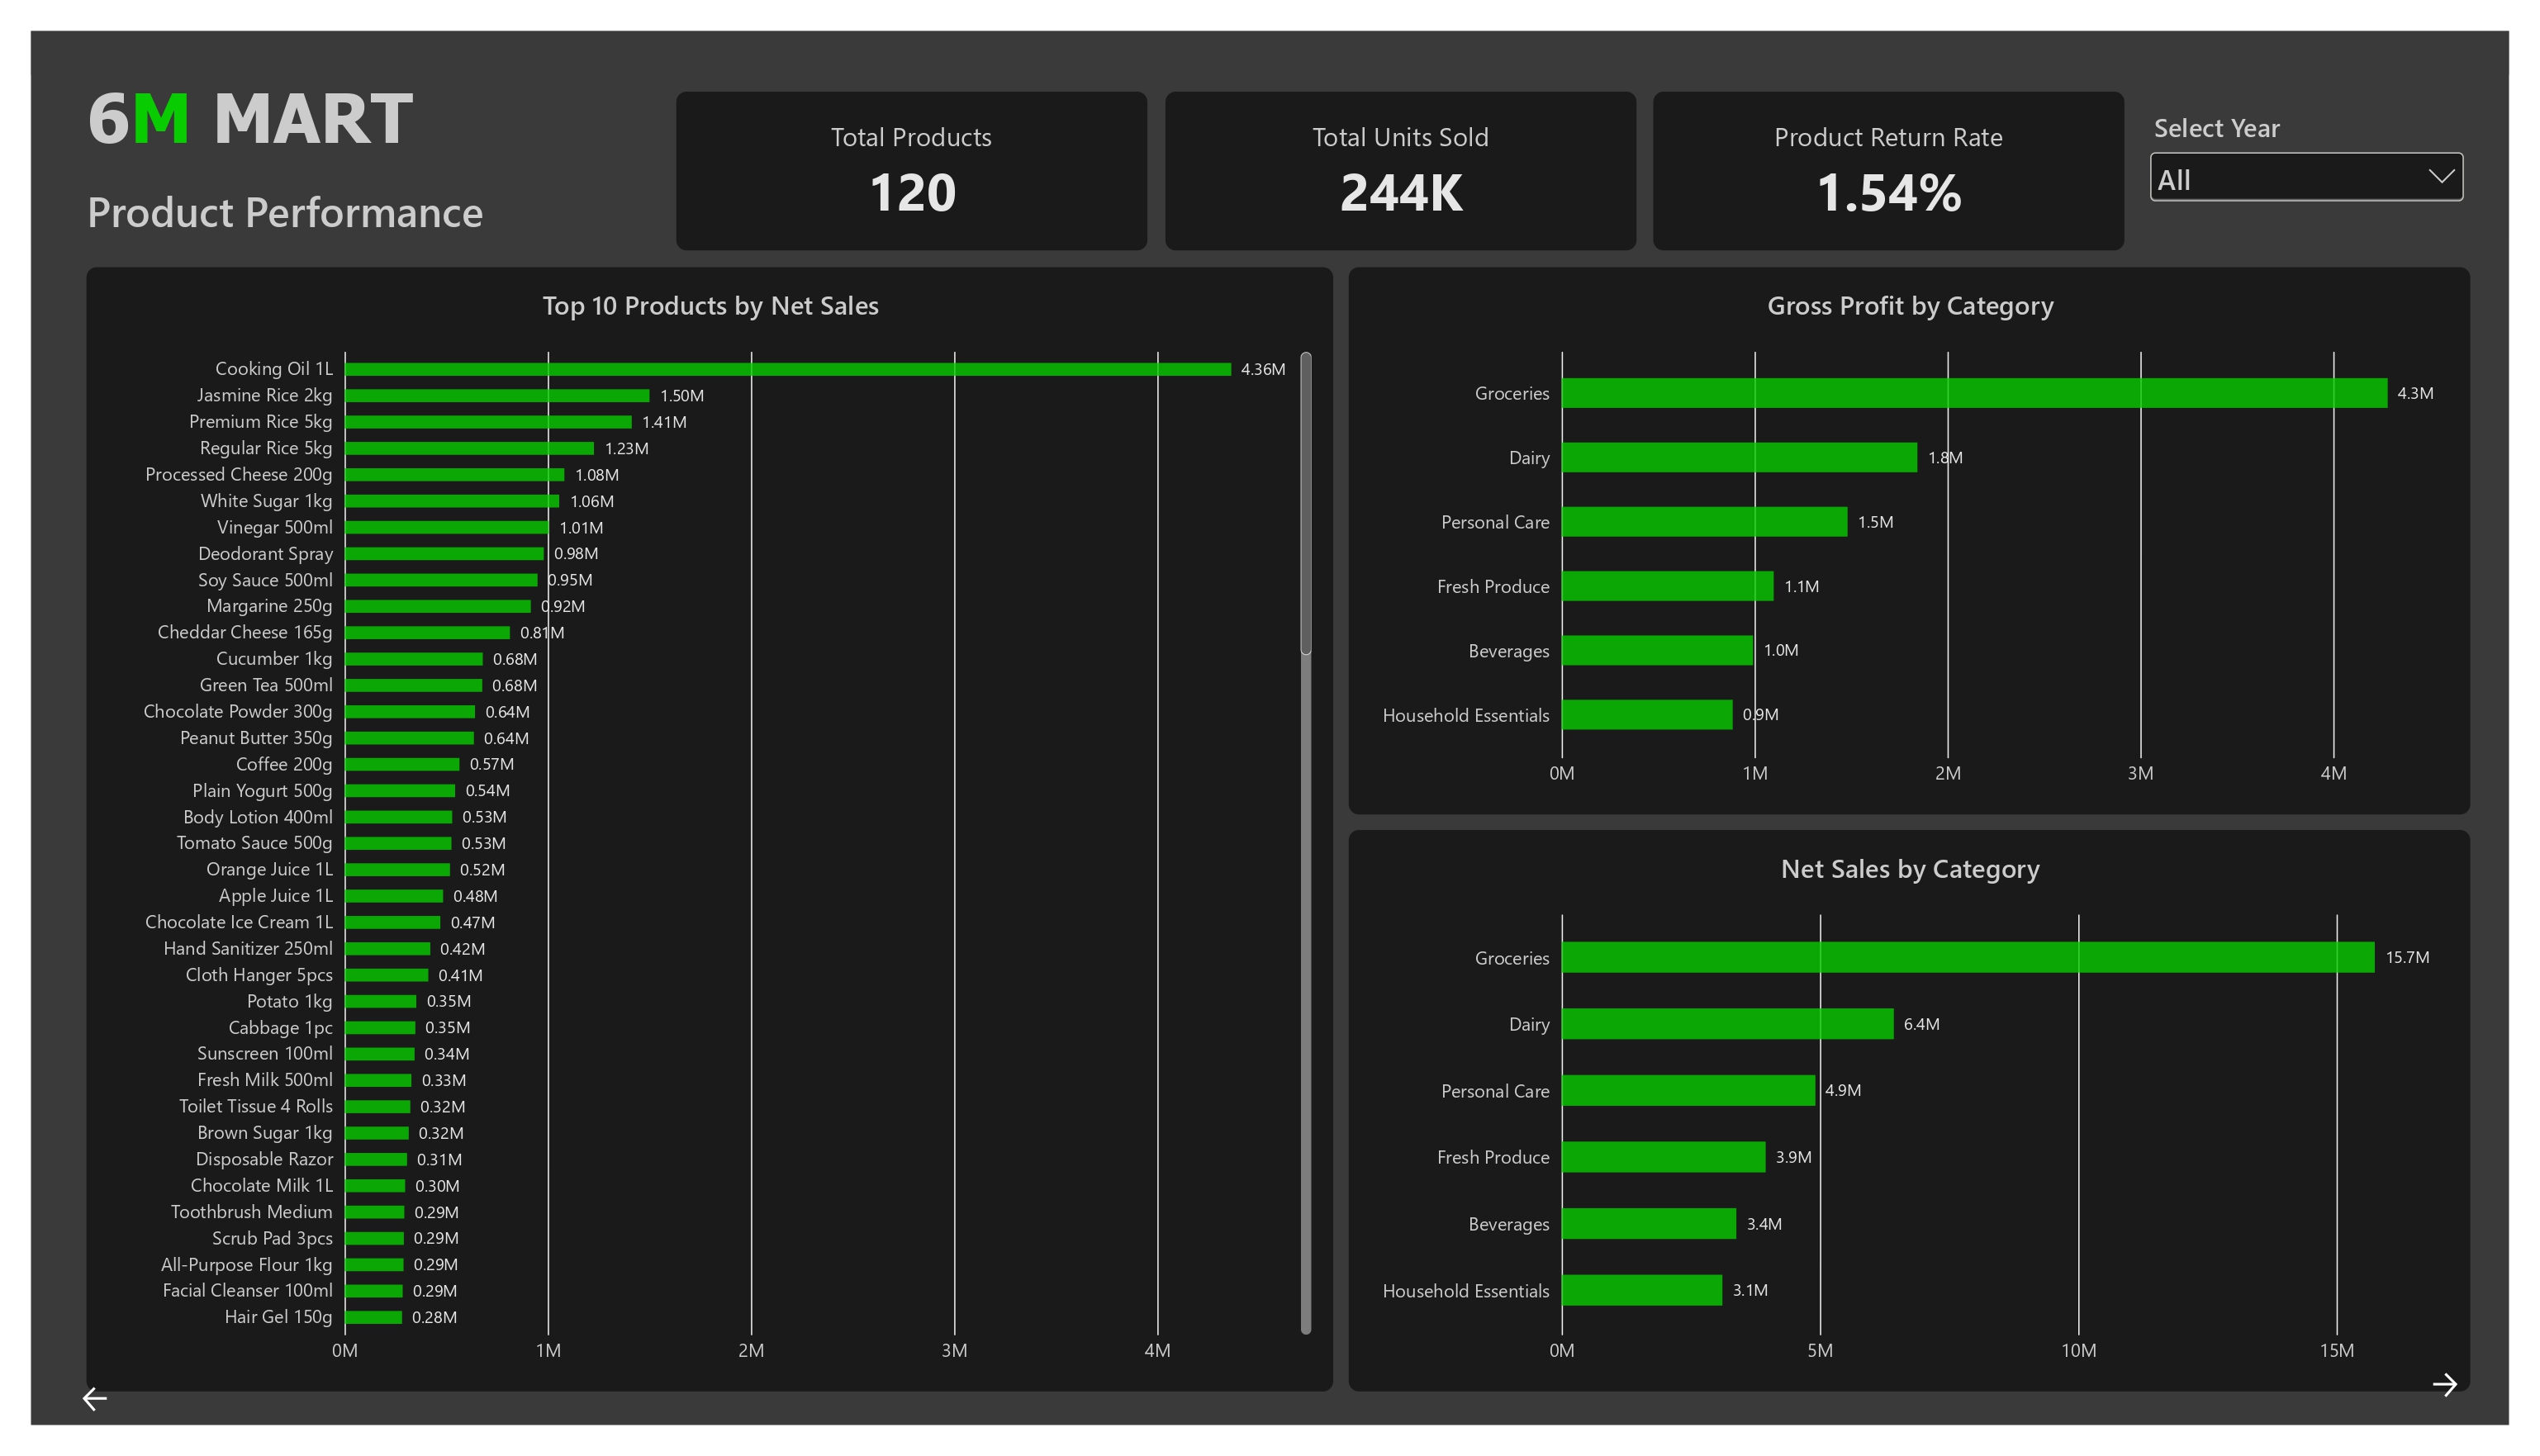 6M MART
Product Performance
Total Products
120
Total Units Sold
244K
Product Return Rate
1.54%
Select Year
All
Top 10 Products by Net Sales
Cooking Oil 1L 4.36M
Jasmine Rice 2kg 1.50M
Premium Rice 5kg 1.41M
Regular Rice 5kg 1.23M
Processed Cheese 200g 1.08M
White Sugar 1kg 1.06M
Vinegar 500ml 1.01M
Deodorant Spray 0.98M
Soy Sauce 500ml 0.95M
Margarine 250g 0.92M
Cheddar Cheese 165g 0.81M
Cucumber 1kg 0.68M
Green Tea 500ml 0.68M
Chocolate Powder 300g 0.64M
Peanut Butter 350g 0.64M
Coffee 200g 0.57M
Plain Yogurt 500g 0.54M
Body Lotion 400ml 0.53M
Tomato Sauce 500g 0.53M
Orange Juice 1L 0.52M
Apple Juice 1L 0.48M
Chocolate Ice Cream 1L 0.47M
Hand Sanitizer 250ml 0.42M
Cloth Hanger 5pcs 0.41M
Potato 1kg 0.35M
Cabbage 1pc 0.35M
Sunscreen 100ml 0.34M
Fresh Milk 500ml 0.33M
Toilet Tissue 4 Rolls 0.32M
Brown Sugar 1kg 0.32M
Disposable Razor 0.31M
Chocolate Milk 1L 0.30M
Toothbrush Medium 0.29M
Scrub Pad 3pcs 0.29M
All-Purpose Flour 1kg 0.29M
Facial Cleanser 100ml 0.29M
Hair Gel 150g 0.28M
0M 1M 2M 3M 4M
Gross Profit by Category
Groceries 4.3M
Dairy 1.8M
Personal Care 1.5M
Fresh Produce 1.1M
Beverages 1.0M
Household Essentials 0.9M
0M 1M 2M 3M 4M
Net Sales by Category
Groceries 15.7M
Dairy 6.4M
Personal Care 4.9M
Fresh Produce 3.9M
Beverages 3.4M
Household Essentials 3.1M
0M 5M 10M 15M